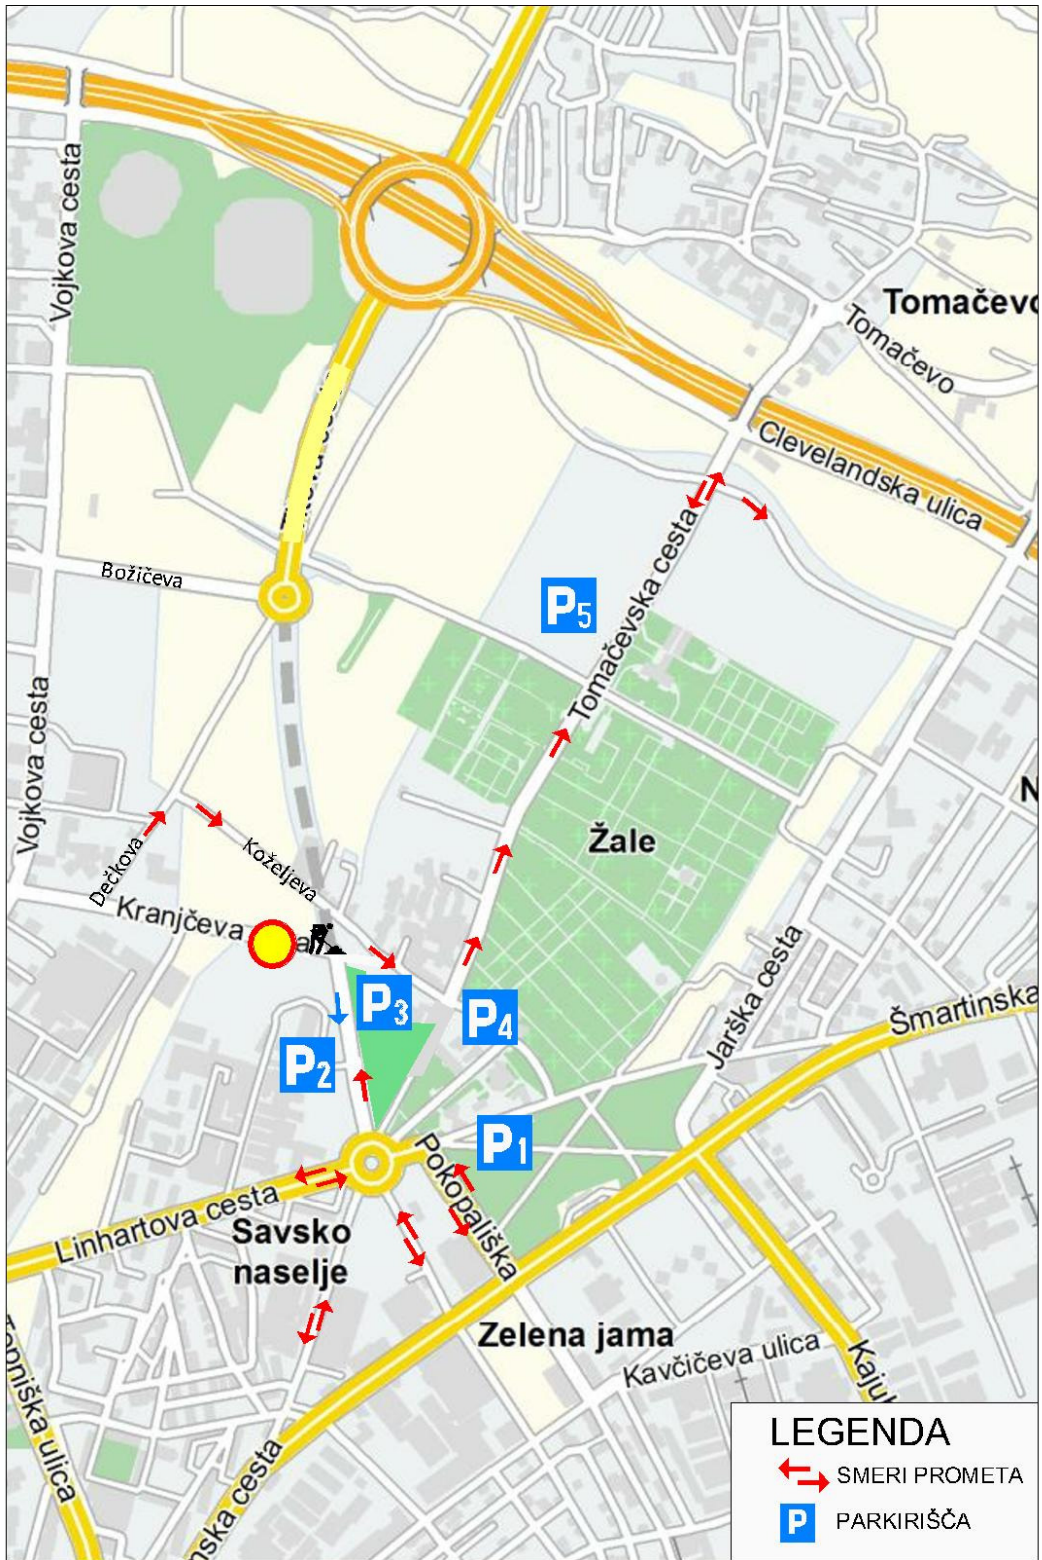 Vojkova cesta
Tomačevo
Tomačevo
Clevelandska ulica
Božičeva
P5
Tomačevska cesta
Vojkova cesta
Žale
Dečkova
Koželjeva
Kranjčeva
P3
P4
Jarška cesta
Šmartinska
P2
P1
Pokopališka
Linhartova cesta
Savsko
naselje
Zelena jama
Kavčičeva ulica
LEGENDA
SMERI PROMETA
P PARKIRIŠČA